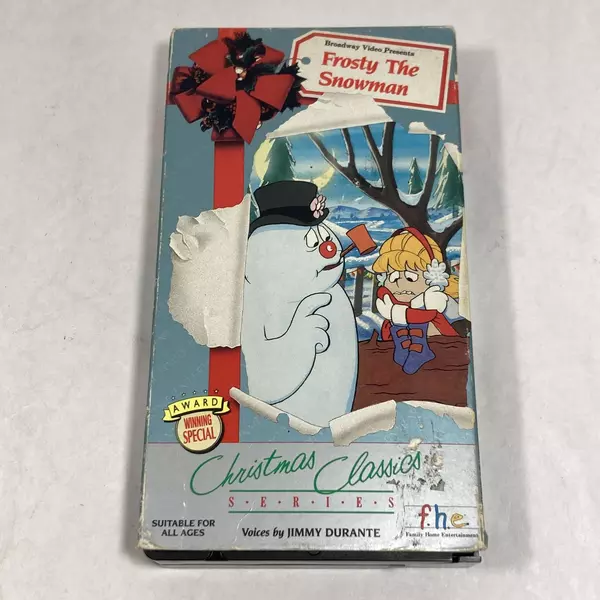 Broadway Video Presents
Frosty The
Snowman
AWARD
WINNING
SPECIAL
Christmas Classics
S•E•R•I•E•S
SUITABLE FOR
ALL AGES
Voices by JIMMY DURANTE
f.h.e
Family Home Entertainment